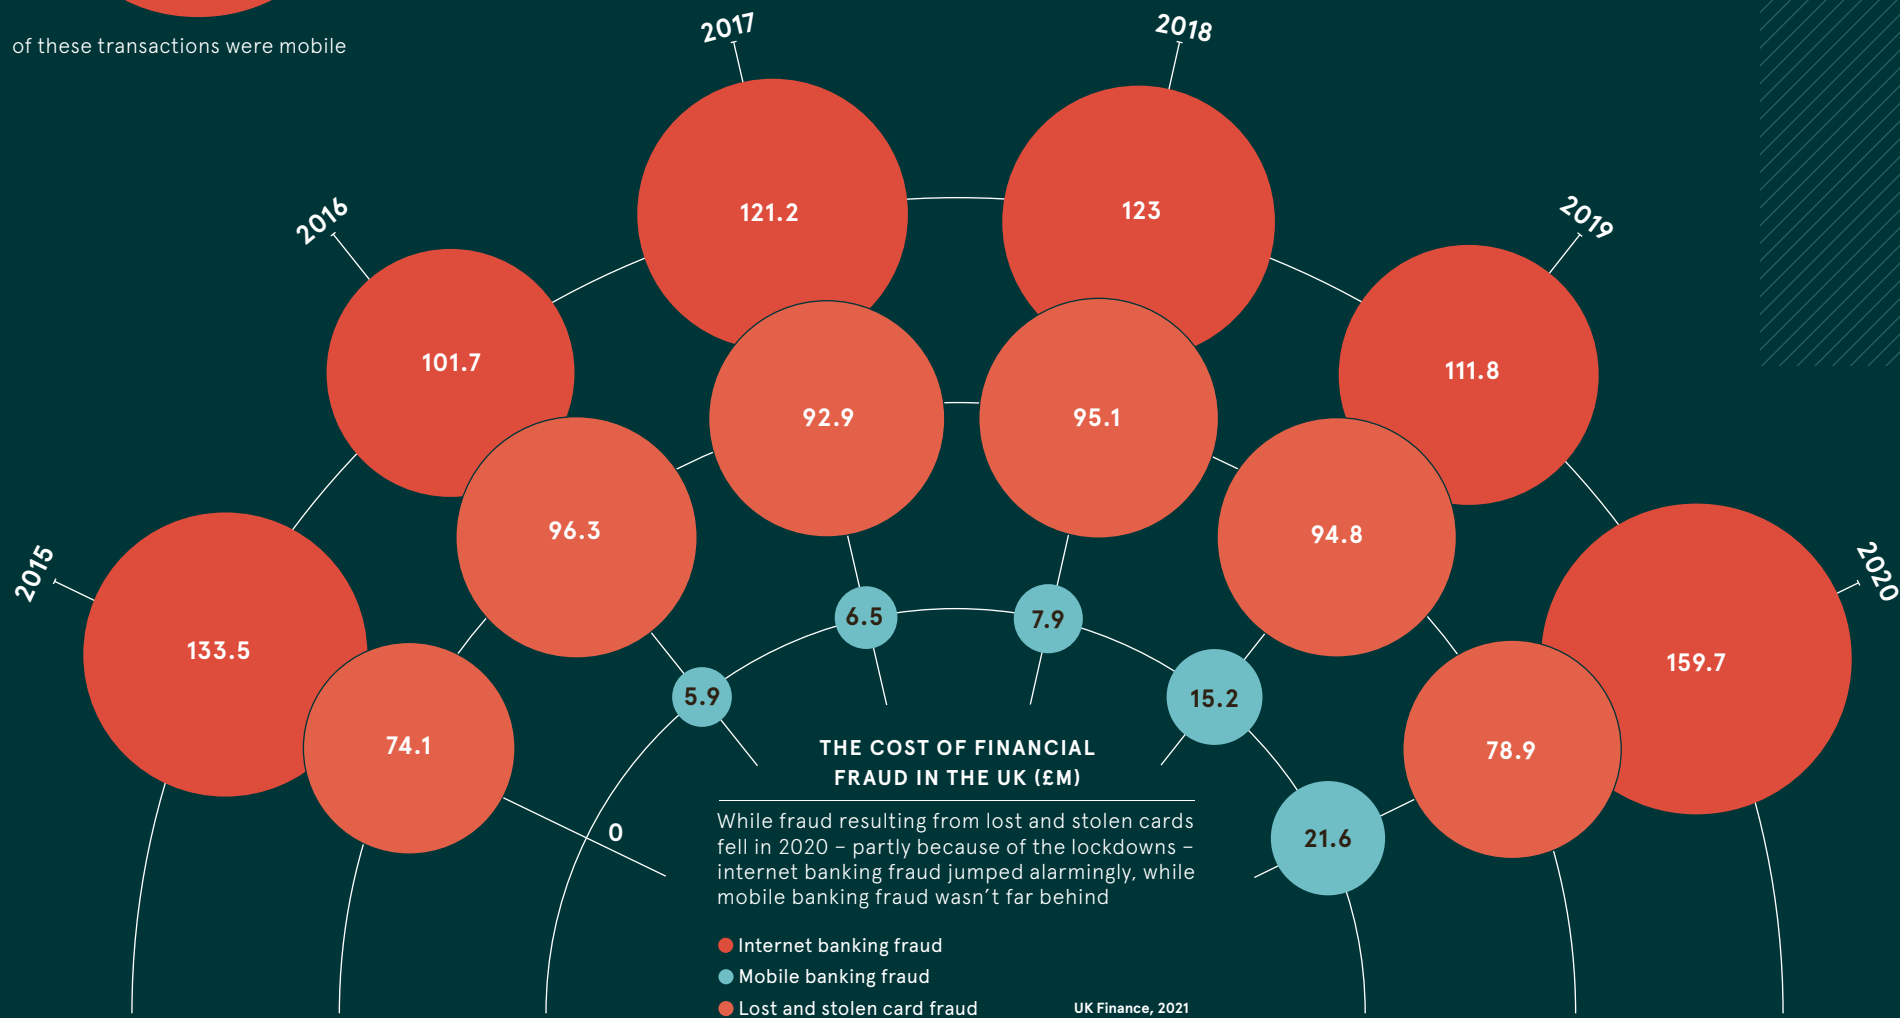 of these transactions were mobile
2017
2018
2016
2019
2015
2020
121.2
123
101.7
111.8
92.9
95.1
96.3
94.8
133.5
159.7
74.1
78.9
6.5
7.9
5.9
15.2
0
21.6
THE COST OF FINANCIAL
FRAUD IN THE UK (£M)
While fraud resulting from lost and stolen cards
fell in 2020 – partly because of the lockdowns –
internet banking fraud jumped alarmingly, while
mobile banking fraud wasn't far behind
Internet banking fraud
Mobile banking fraud
Lost and stolen card fraud
UK Finance, 2021